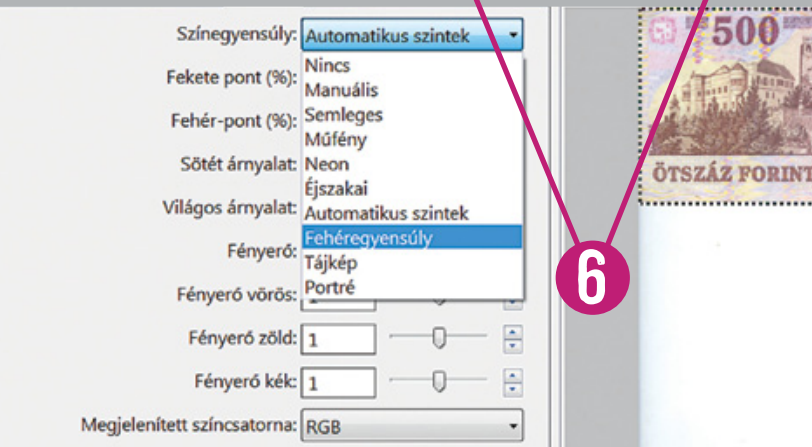 Színegyensúly: Automatikus szintek
Nincs
Fekete pont (%):
Manuális
Fehér-pont (%): Semleges
Műfény
Sötét árnyalat: Neon
Éjszakai
Világos árnyalat: Automatikus szintek
Fehéregyensúly
Fényerő:
Tájkép
Fényerő vörös: Portré
Fényerő zöld: 1
Fényerő kék: 1
Megjelenített színcsatorna: RGB
6
500
ÖTSZÁZ FORINT